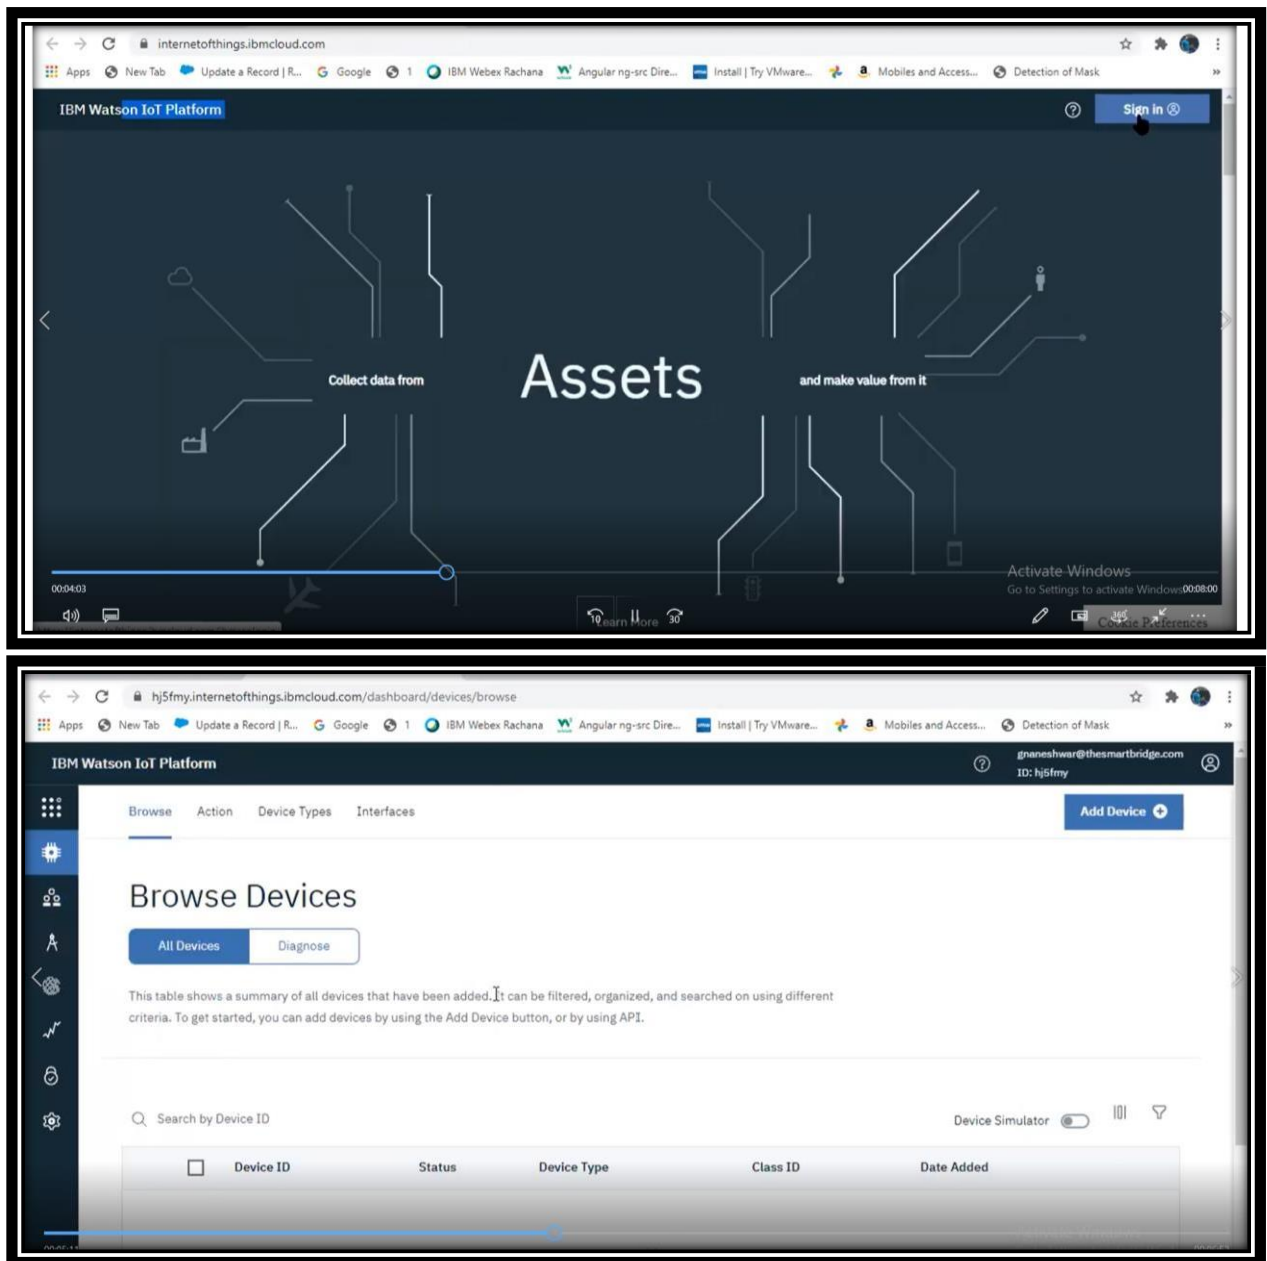 internetofthings.ibmcloud.com
Apps New Tab Update a Record | R... Google 1 IBM Webex Rachana Angular ng-src Dire... Install | Try VMware... Mobiles and Access... Detection of Mask »
IBM Watson IoT Platform
Sign in
Collect data from Assets and make value from it
Activate Windows
00:04:03
Go to Settings to activate Windows
00:08:00
10 30
Learn More
Cookie Preferences
hj5fmy.internetofthings.ibmcloud.com/dashboard/devices/browse
Apps New Tab Update a Record | R... Google 1 IBM Webex Rachana Angular ng-src Dire... Install | Try VMware... Mobiles and Access... Detection of Mask »
IBM Watson IoT Platform
gnaneshwar@thesmartbridge.com
ID: hj5fmy
Browse Action Device Types Interfaces
Add Device
Browse Devices
All Devices Diagnose
This table shows a summary of all devices that have been added. It can be filtered, organized, and searched on using different
criteria. To get started, you can add devices by using the Add Device button, or by using API.
Search by Device ID
Device Simulator
Device ID Status Device Type Class ID Date Added
Activate Windows